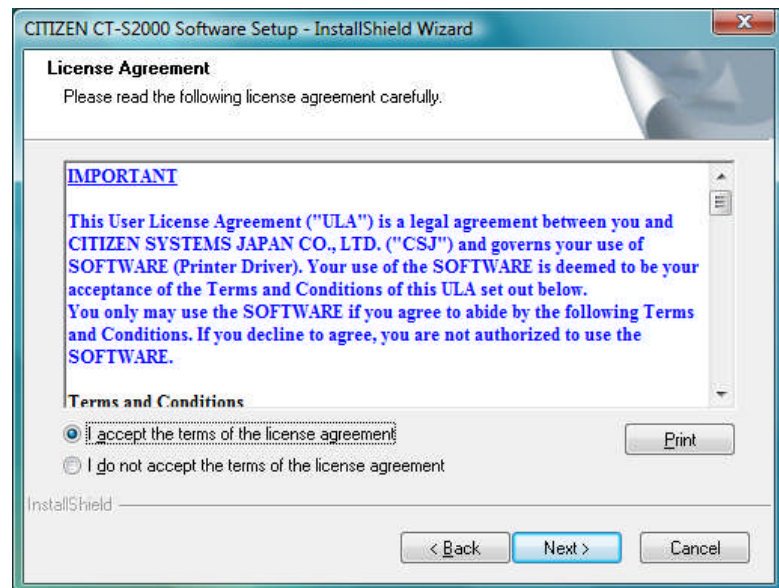 CITIZEN CT-S2000 Software Setup - InstallShield Wizard
License Agreement
Please read the following license agreement carefully.
IMPORTANT
This User License Agreement ("ULA") is a legal agreement between you and
CITIZEN SYSTEMS JAPAN CO., LTD. ("CSJ") and governs your use of
SOFTWARE (Printer Driver). Your use of the SOFTWARE is deemed to be your
acceptance of the Terms and Conditions of this ULA set out below.
You only may use the SOFTWARE if you agree to abide by the following Terms
and Conditions. If you decline to agree, you are not authorized to use the
SOFTWARE.
Terms and Conditions
I accept the terms of the license agreement
Print
I do not accept the terms of the license agreement
InstallShield
< Back
Next >
Cancel